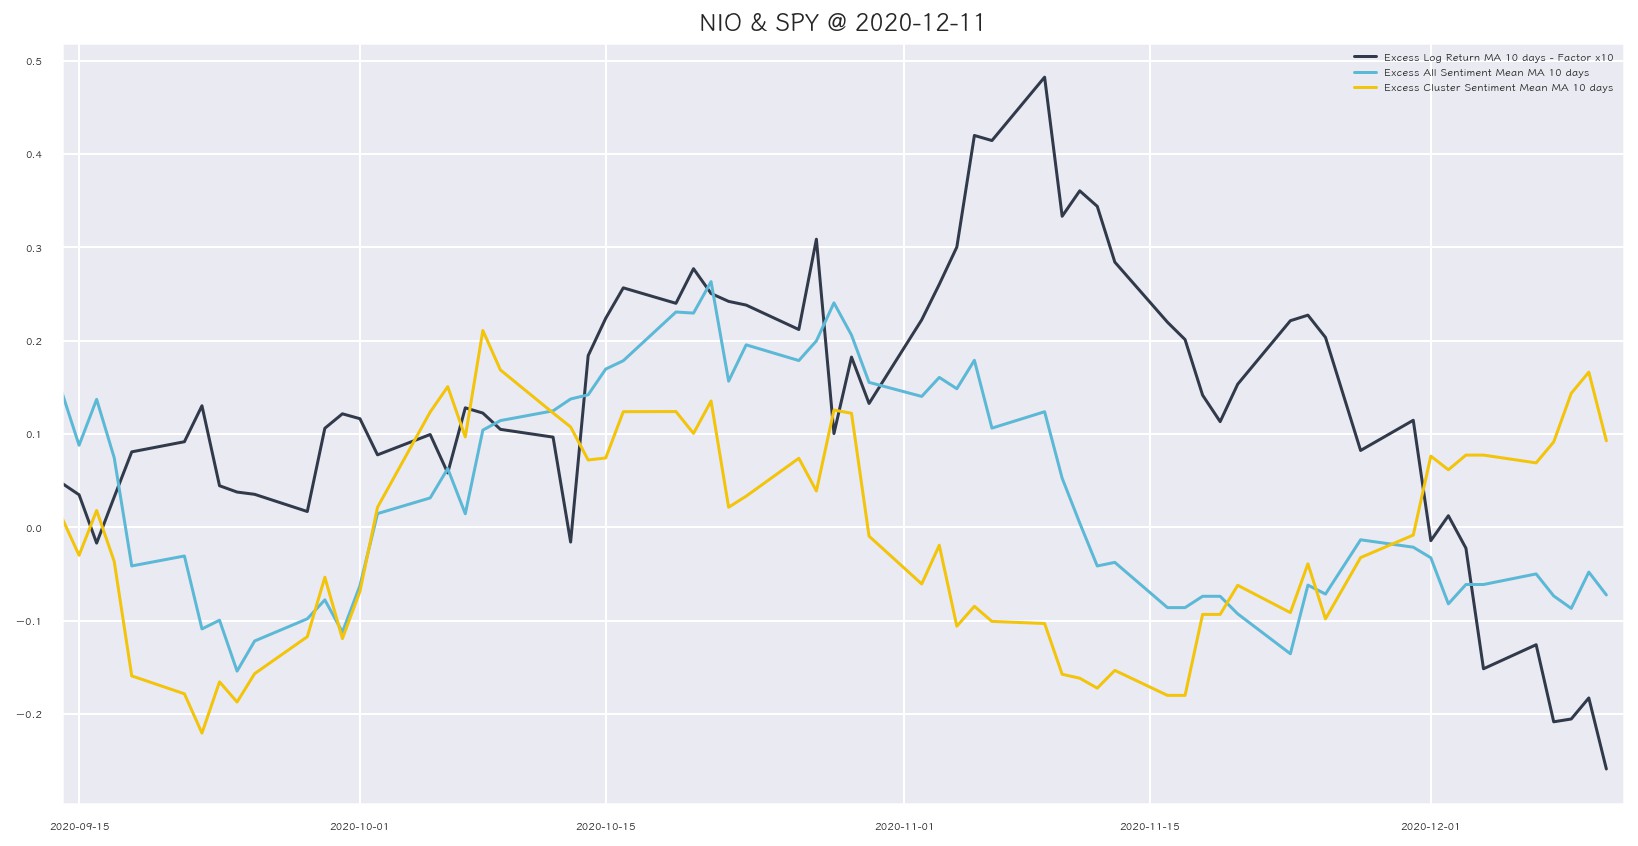 NIO & SPY @ 2020-12-11
Excess Log Return MA 10 days - Factor x10
Excess All Sentiment Mean MA 10 days
Excess Cluster Sentiment Mean MA 10 days
0.5
0.4
0.3
0.2
0.1
0.0
−0.1
−0.2
2020-09-15 2020-10-01 2020-10-15 2020-11-01 2020-11-15 2020-12-01